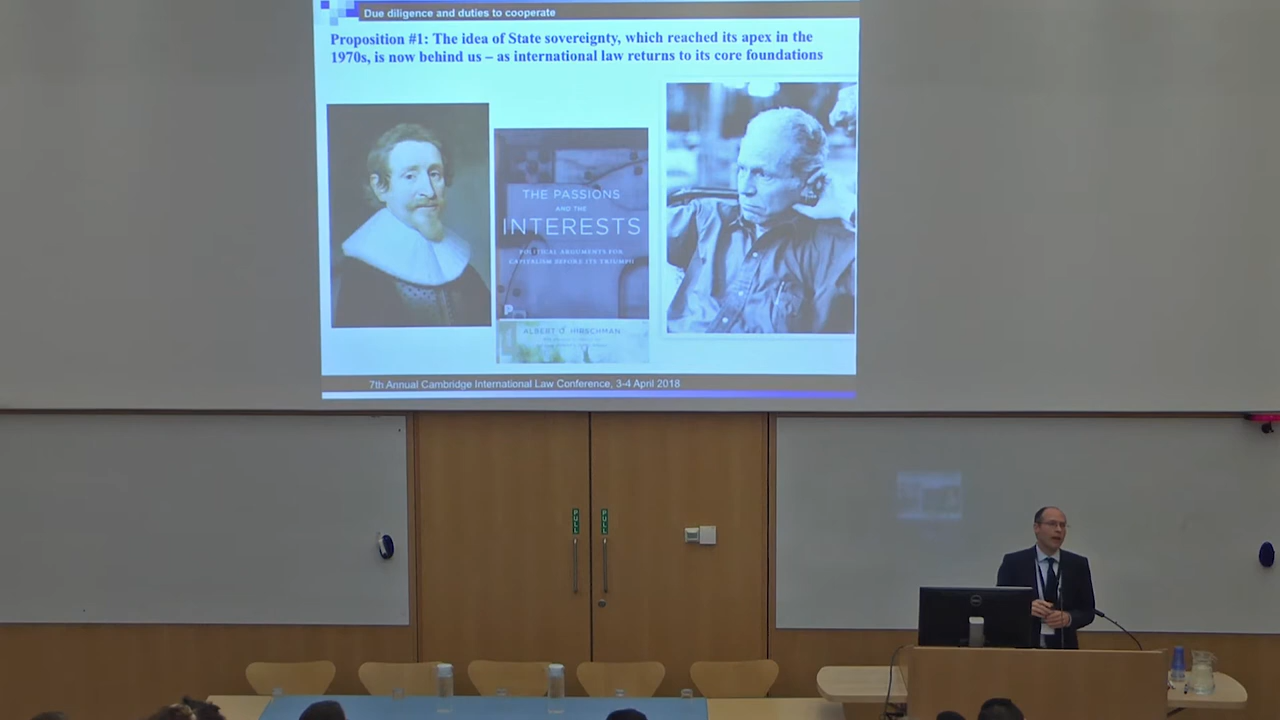 Due diligence and duties to cooperate
Proposition #1: The idea of State sovereignty, which reached its apex in the
1970s, is now behind us – as international law returns to its core foundations
THE PASSIONS
AND THE
INTERESTS
POLITICAL ARGUMENTS FOR
CAPITALISM BEFORE ITS TRIUMPH
ALBERT O. HIRSCHMAN
7th Annual Cambridge International Law Conference, 3-4 April 2018
PULL
PULL